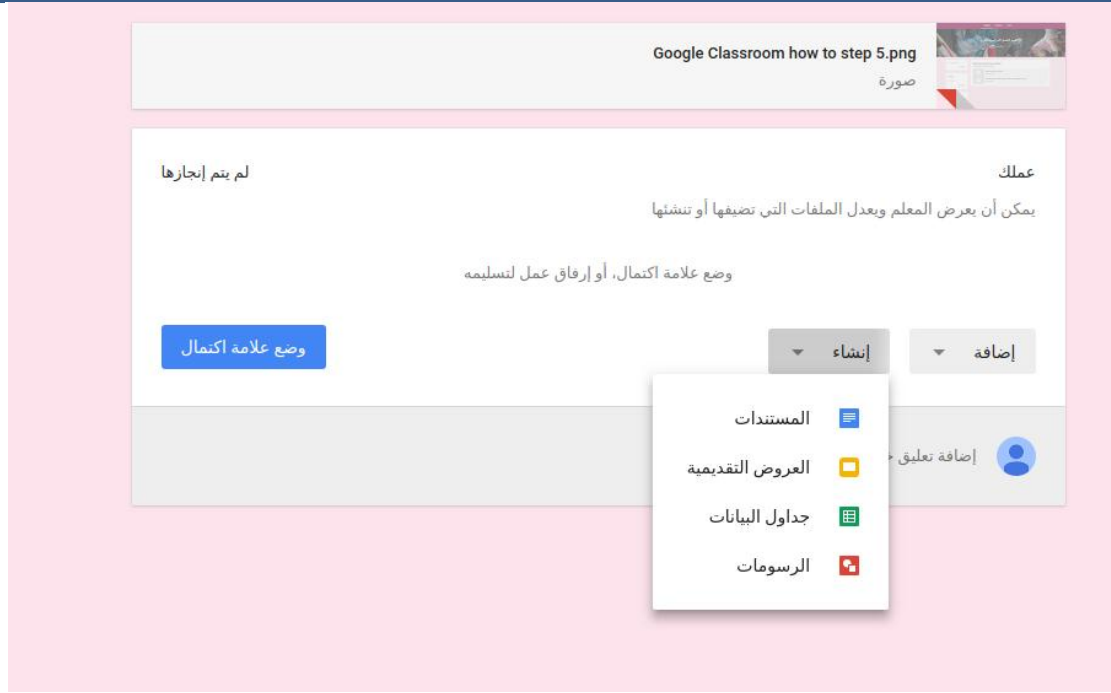 Google Classroom how to step 5.png
صورة
عملك
لم يتم إنجازها
يمكن أن يعرض المعلم ويعدل الملفات التي تضيفها أو تنشئها
وضع علامة اكتمال، أو إرفاق عمل لتسليمه
إضافة
إنشاء
وضع علامة اكتمال
المستندات
العروض التقديمية
جداول البيانات
الرسومات
إضافة تعليق